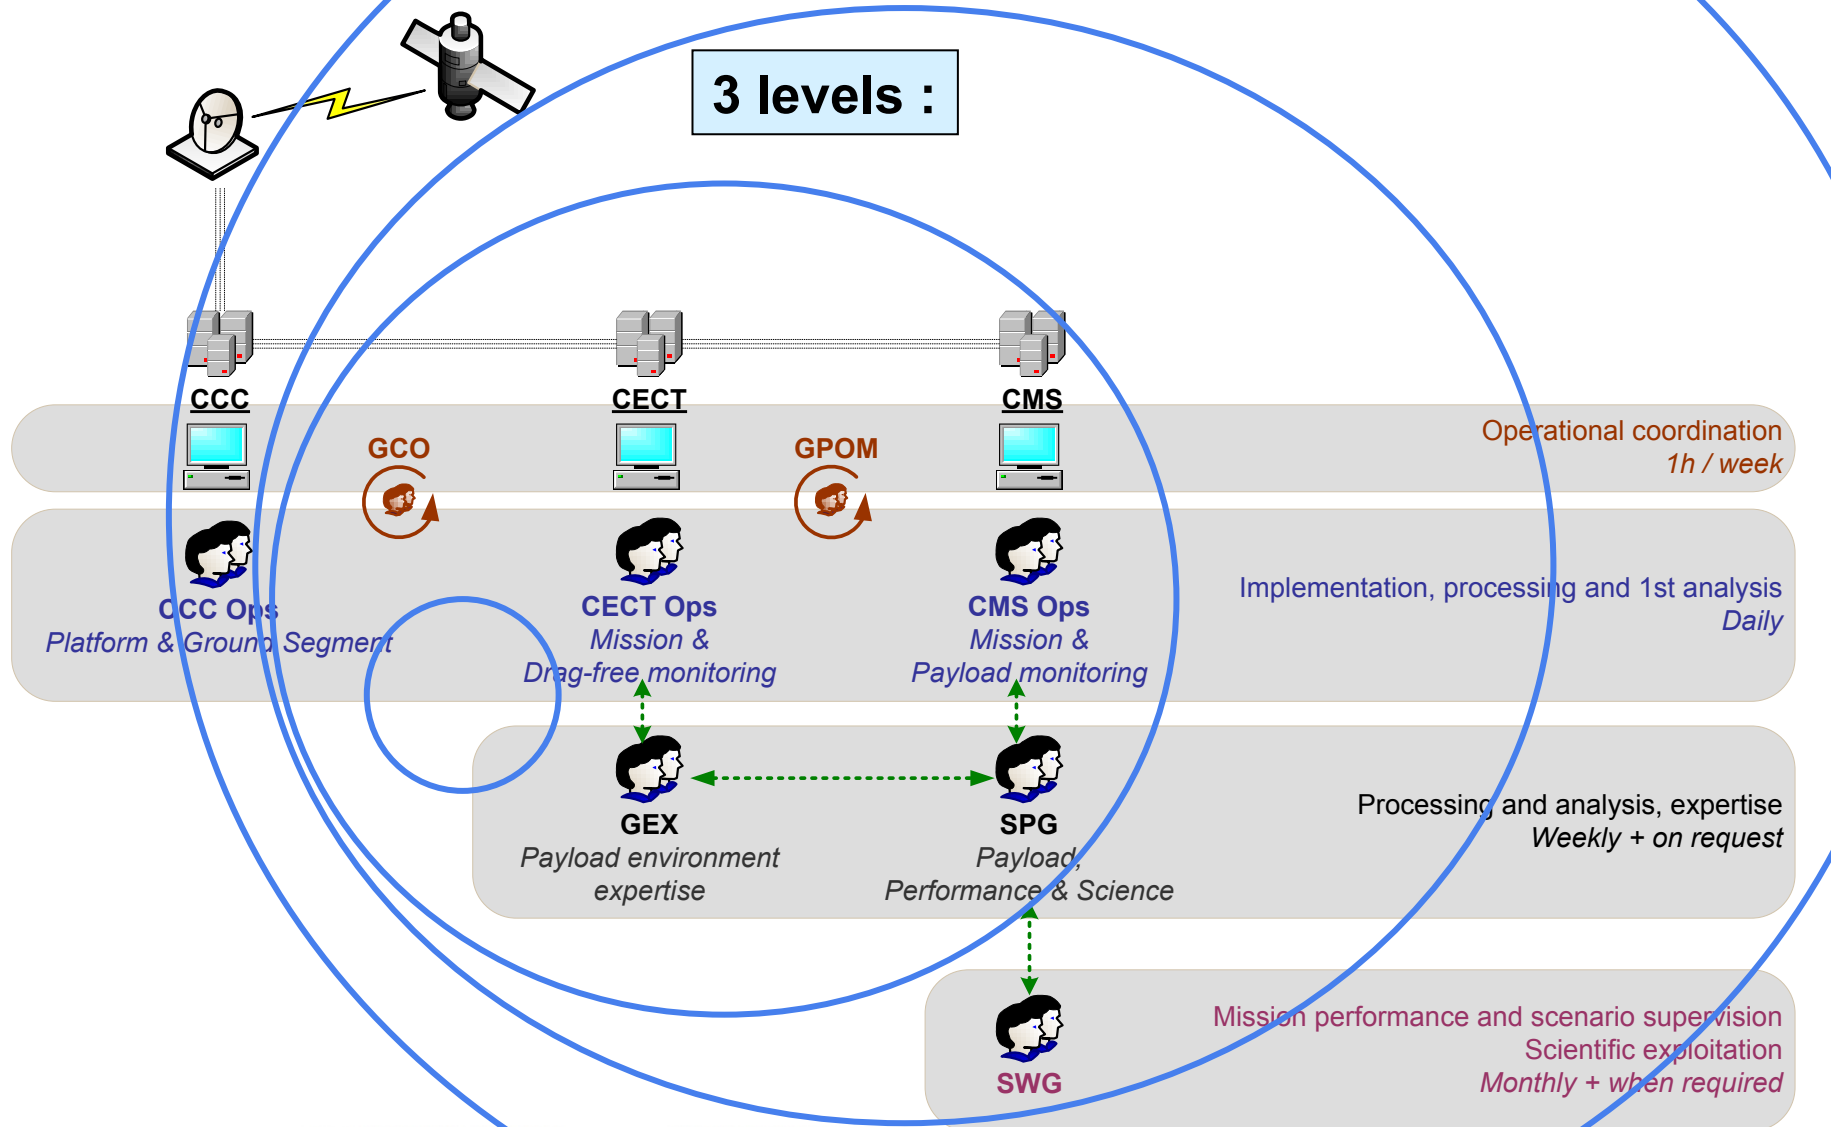 3 levels :
CCC
CECT
CMS
GCO
GPOM
Operational coordination
1h / week
CCC Ops
Platform & Ground Segment
CECT Ops
Mission &
Drag-free monitoring
CMS Ops
Mission &
Payload monitoring
Implementation, processing and 1st analysis
Daily
GEX
Payload environment
expertise
SPG
Payload,
Performance & Science
Processing and analysis, expertise
Weekly + on request
SWG
Mission performance and scenario supervision
Scientific exploitation
Monthly + when required